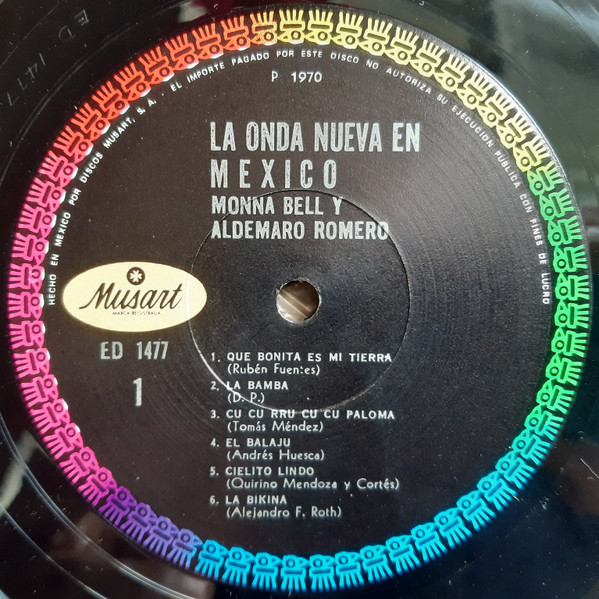 ED 1477
HECHO EN MEXICO POR DISCOS MUSART, S. A. - EL IMPORTE PAGADO POR ESTE DISCO NO AUTORIZA SU EJECUCION PUBLICA CON FINES DE LUCRO
P 1970
LA ONDA NUEVA EN
MEXICO
MONNA BELL Y
ALDEMARO ROMERO
Musart
MARCA REGISTRADA
ED 1477
1
1. QUE BONITA ES MI TIERRA
(Rubén Fuentes)
2. LA BAMBA
(D. P.)
3. CU CU RRU CU CU PALOMA
(Tomás Méndez)
4. EL BALAJU
(Andrés Huesca)
5. CIELITO LINDO
(Quirino Mendoza y Cortés)
6. LA BIKINA
(Alejandro F. Roth)